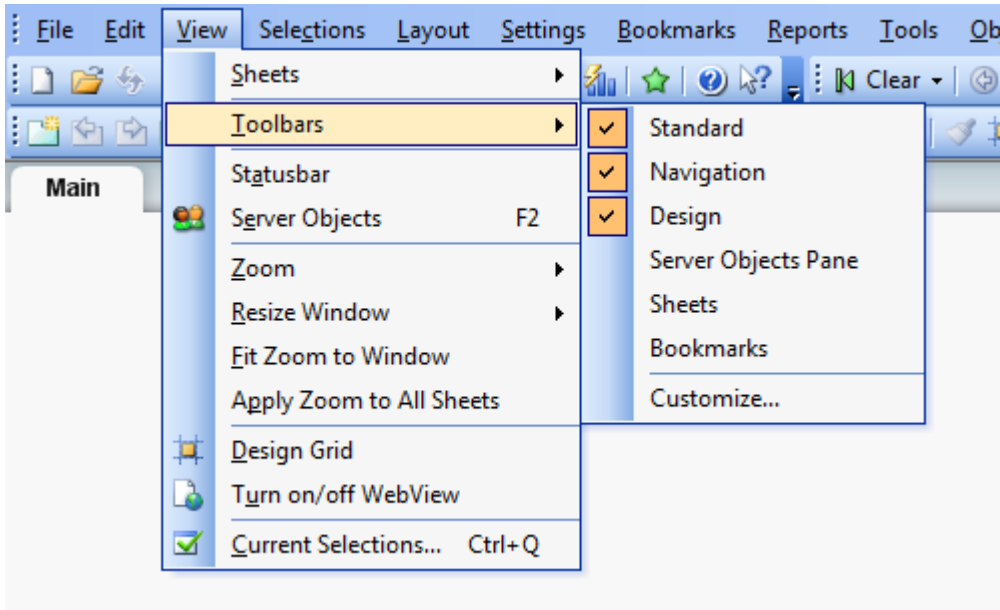 File Edit View Selections Layout Settings Bookmarks Reports Tools Ob
Clear
Main
Sheets
Toolbars
Statusbar
Server Objects F2
Zoom
Resize Window
Fit Zoom to Window
Apply Zoom to All Sheets
Design Grid
Turn on/off WebView
Current Selections... Ctrl+Q
Standard
Navigation
Design
Server Objects Pane
Sheets
Bookmarks
Customize...